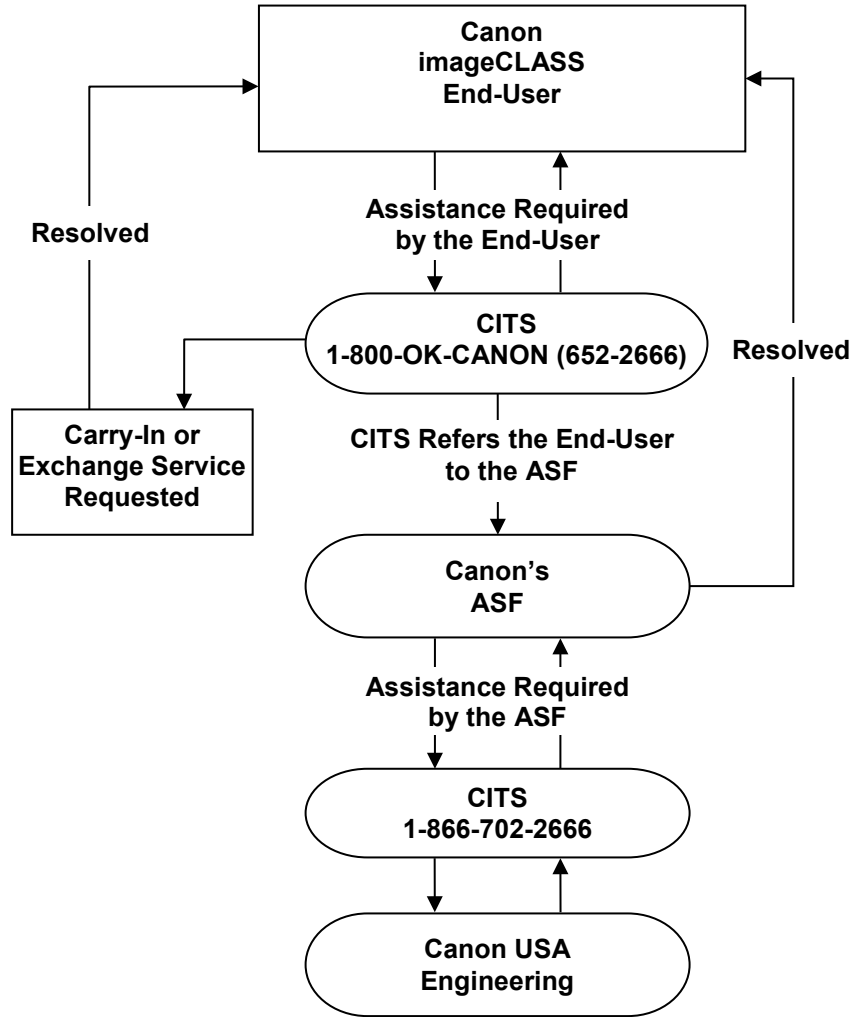 Canon
imageCLASS
End-User
Assistance Required
by the End-User
Resolved
CITS
1-800-OK-CANON (652-2666)
Resolved
Carry-In or
Exchange Service
Requested
CITS Refers the End-User
to the ASF
Canon’s
ASF
Assistance Required
by the ASF
CITS
1-866-702-2666
Canon USA
Engineering